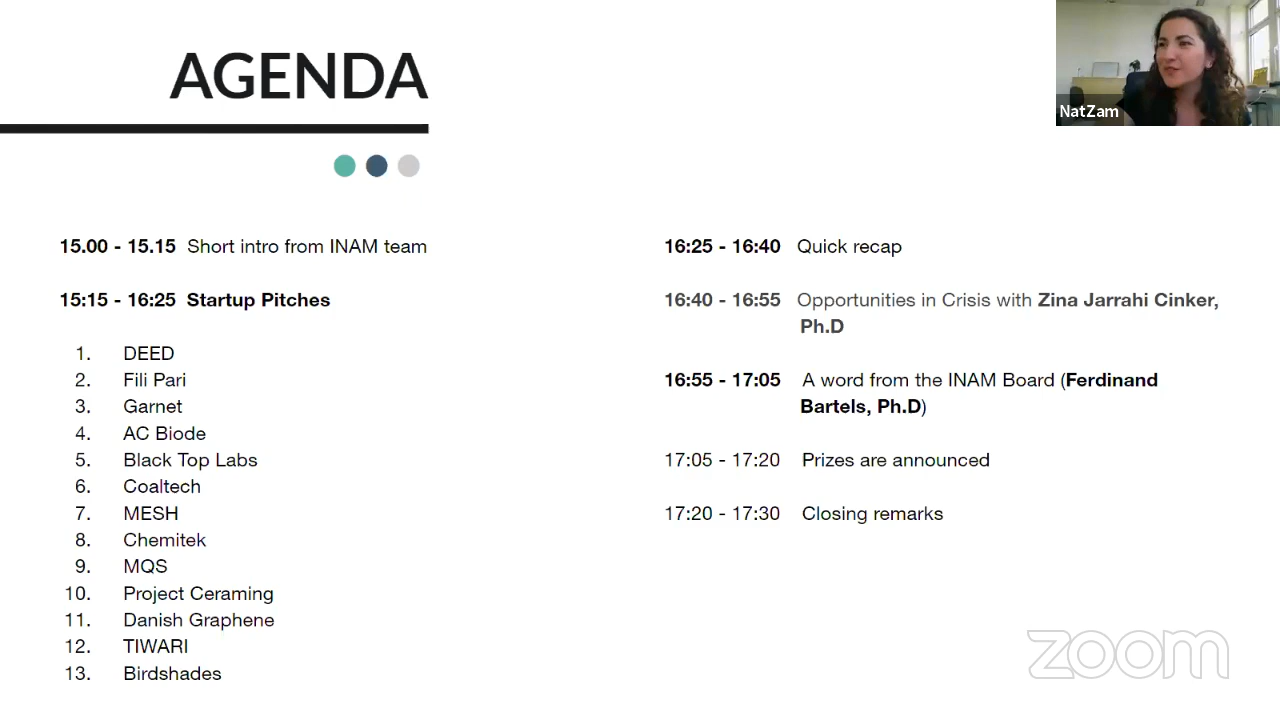 AGENDA
NatZam
15.00 - 15.15 Short intro from INAM team
15:15 - 16:25 Startup Pitches
1. DEED
2. Fili Pari
3. Garnet
4. AC Biode
5. Black Top Labs
6. Coaltech
7. MESH
8. Chemitek
9. MQS
10. Project Ceraming
11. Danish Graphene
12. TIWARI
13. Birdshades
16:25 - 16:40 Quick recap
16:40 - 16:55 Opportunities in Crisis with Zina Jarrahi Cinker,
Ph.D
16:55 - 17:05 A word from the INAM Board (Ferdinand
Bartels, Ph.D)
17:05 - 17:20 Prizes are announced
17:20 - 17:30 Closing remarks
zoom